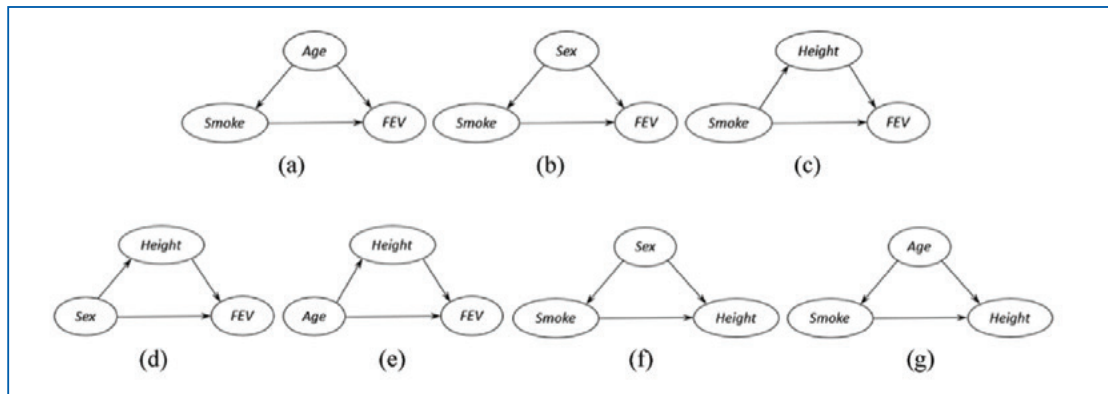 Age Sex Height
Smoke FEV Smoke FEV Smoke FEV
(a) (b) (c)
Height Height Sex Age
Sex FEV Age FEV Smoke Height Smoke Height
(d) (e) (f) (g)